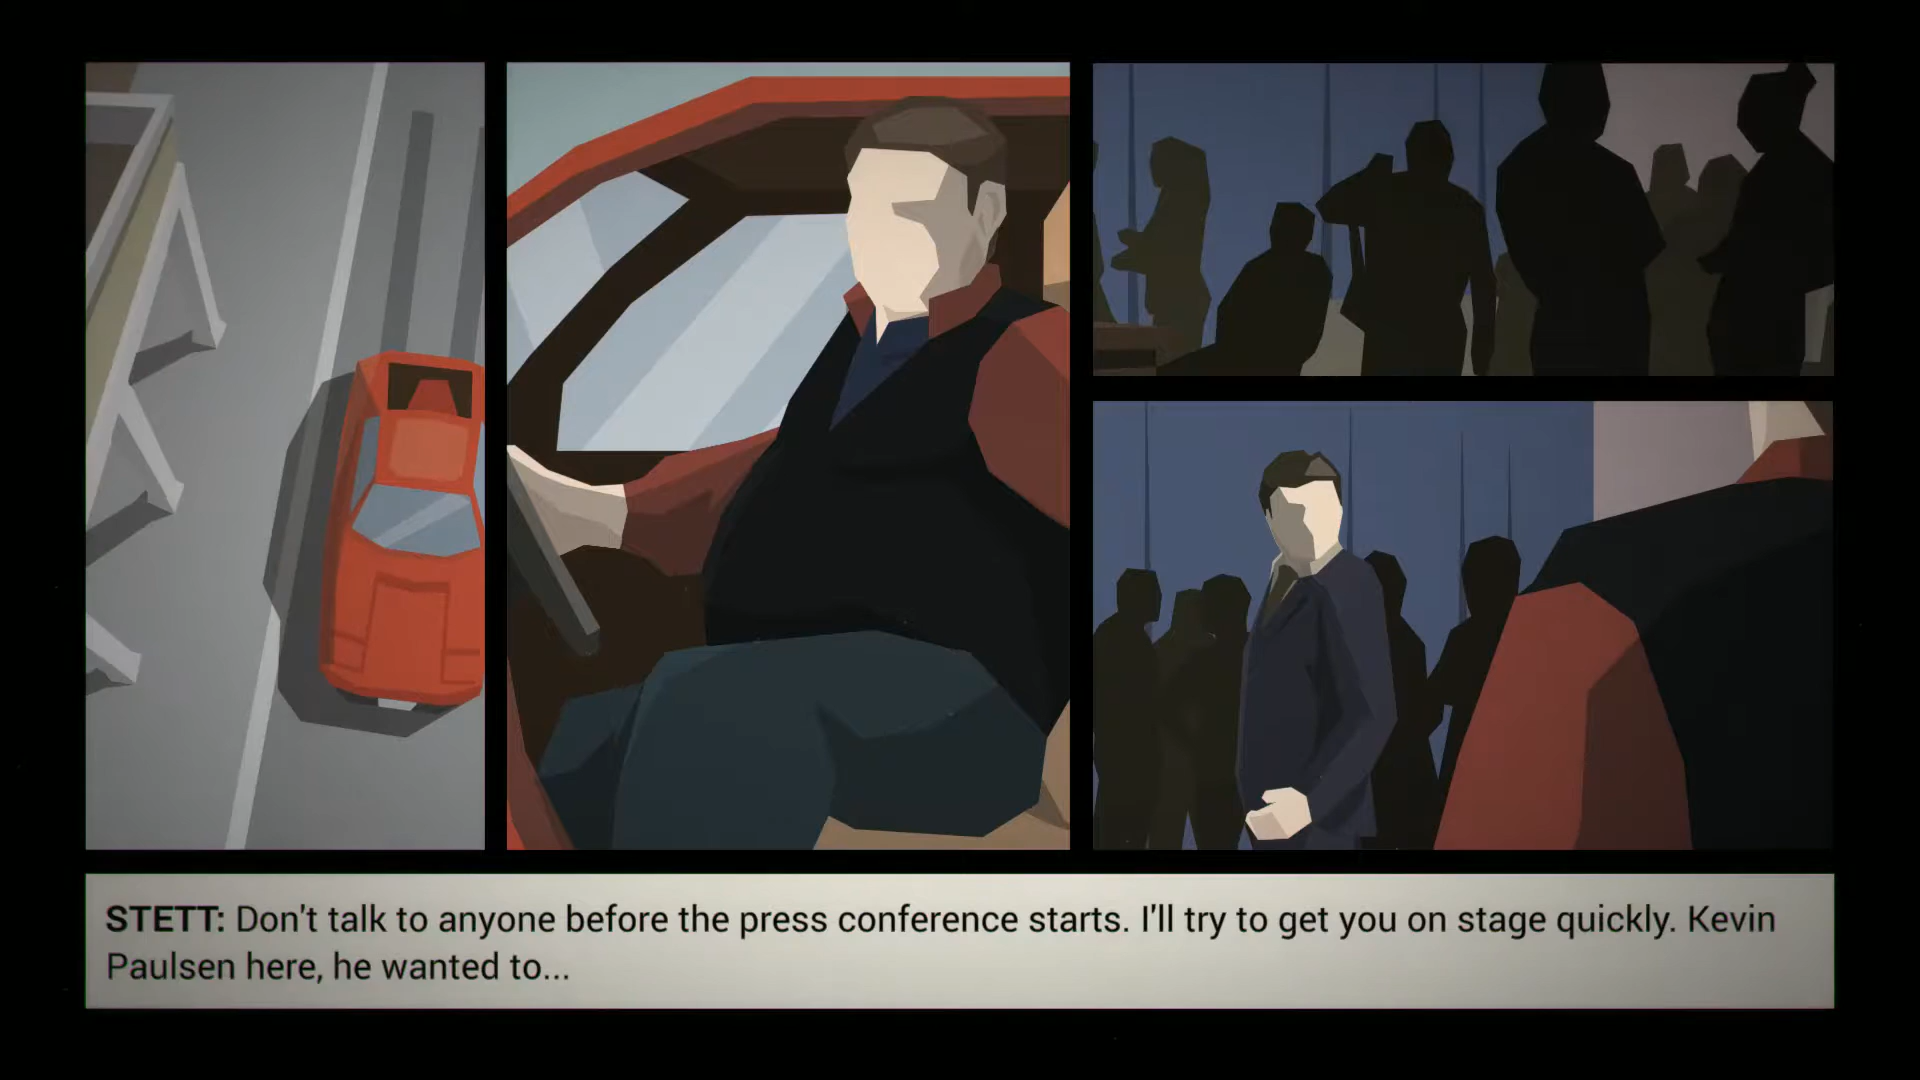 STETT: Don't talk to anyone before the press conference starts. I'll try to get you on stage quickly. Kevin
Paulsen here, he wanted to...